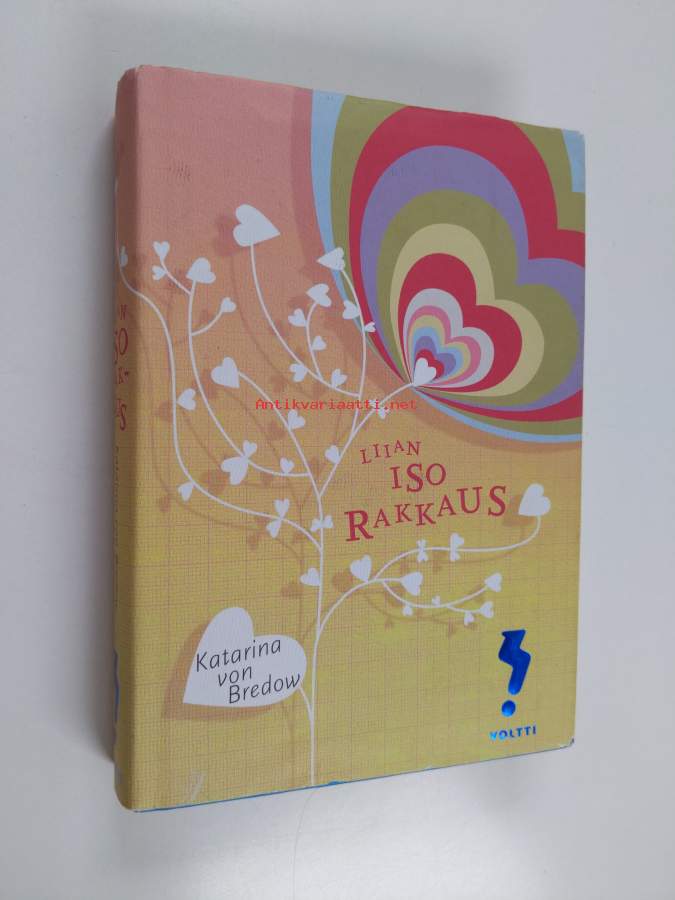 Antikvariaatti.net
LIIAN
ISO
RAKKAUS
Katarina
von
Bredow
VOLTTI